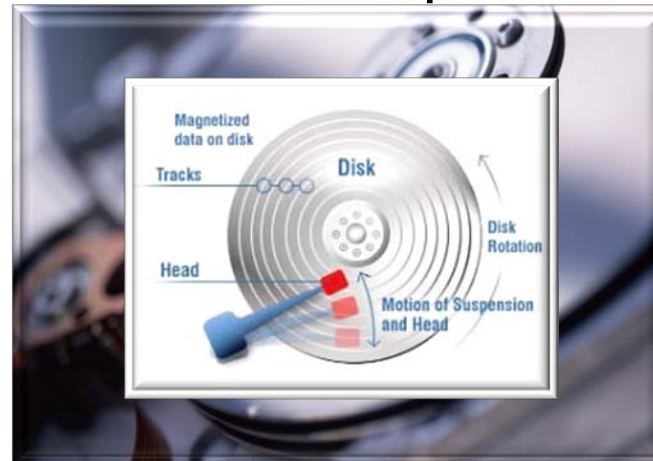 Magnetized
data on disk
Disk
Tracks
Disk
Rotation
Head
Motion of Suspension
and Head